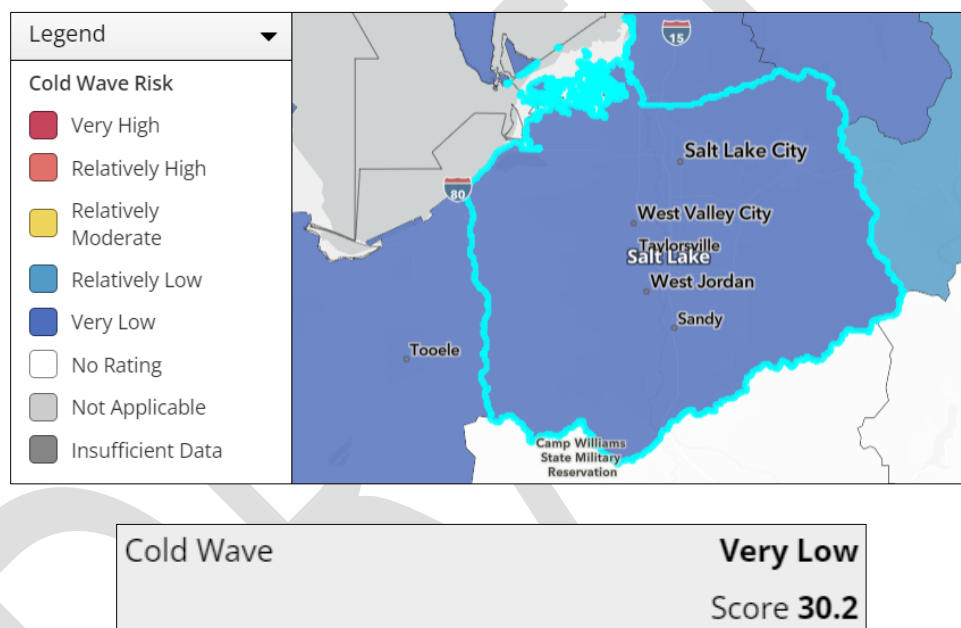 Legend
Cold Wave Risk
Very High
Relatively High
Relatively
Moderate
Relatively Low
Very Low
No Rating
Not Applicable
Insufficient Data
15
80
Salt Lake City
West Valley City
Taylorsville
Salt Lake
West Jordan
Sandy
Tooele
Camp Williams
State Military
Reservation
Cold Wave
Very Low
Score 30.2